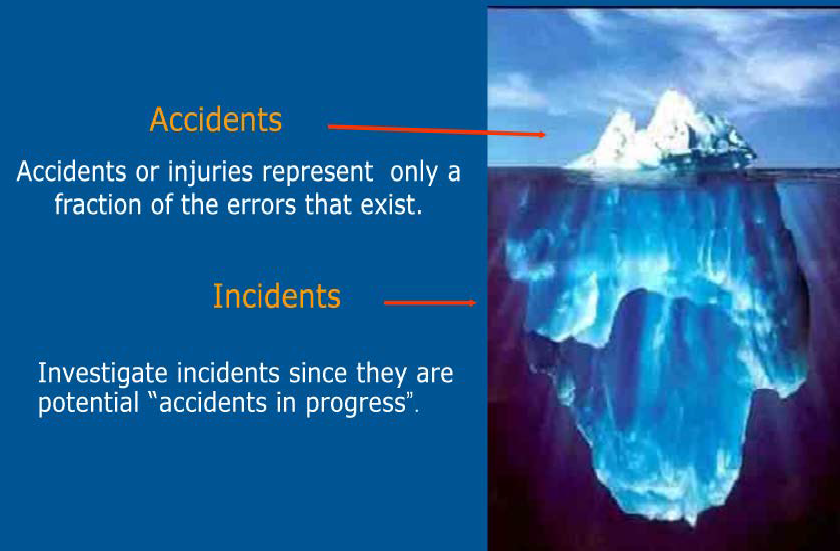 Accidents
Accidents or injuries represent only a
fraction of the errors that exist.
Incidents
Investigate incidents since they are
potential “accidents in progress”.